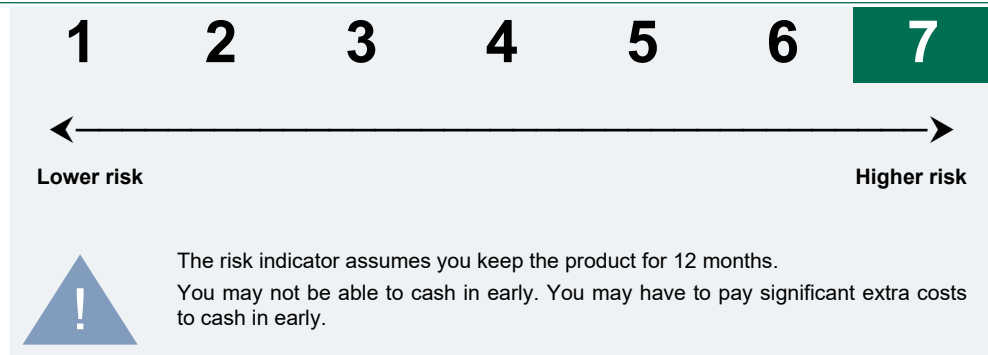 1 2 3 4 5 6 7
Lower risk Higher risk
!
The risk indicator assumes you keep the product for 12 months.
You may not be able to cash in early. You may have to pay significant extra costs
to cash in early.